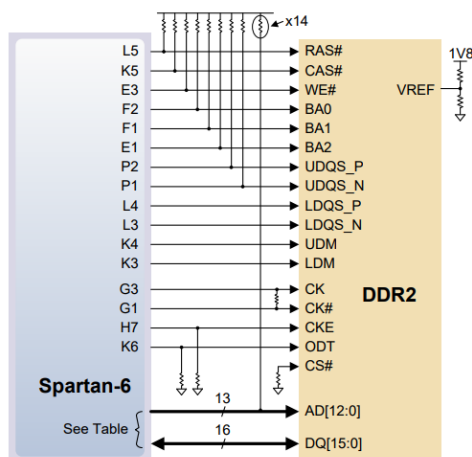 x14
L5 RAS#
1V8
K5 CAS#
E3 WE# VREF
F2 BA0
F1 BA1
E1 BA2
P2 UDQS_P
P1 UDQS_N
L4 LDQS_P
L3 LDQS_N
K4 UDM
K3 LDM
G3 CK
DDR2
G1 CK#
H7 CKE
K6 ODT
CS#
Spartan-6
13
See Table
AD[12:0]
16
DQ[15:0]